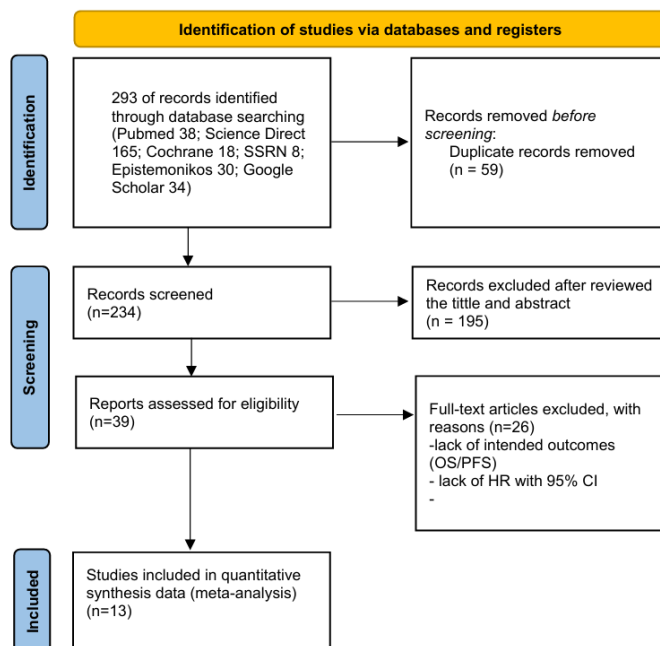 Identification of studies via databases and registers
Identification
293 of records identified
through database searching
(Pubmed 38; Science Direct
165; Cochrane 18; SSRN 8;
Epistemonikos 30; Google
Scholar 34)
Records removed before
screening:
Duplicate records removed
(n = 59)
Screening
Records screened
(n=234)
Records excluded after reviewed
the tittle and abstract
(n = 195)
Reports assessed for eligibility
(n=39)
Full-text articles excluded, with
reasons (n=26)
-lack of intended outcomes
(OS/PFS)
- lack of HR with 95% CI
-
Included
Studies included in quantitative
synthesis data (meta-analysis)
(n=13)